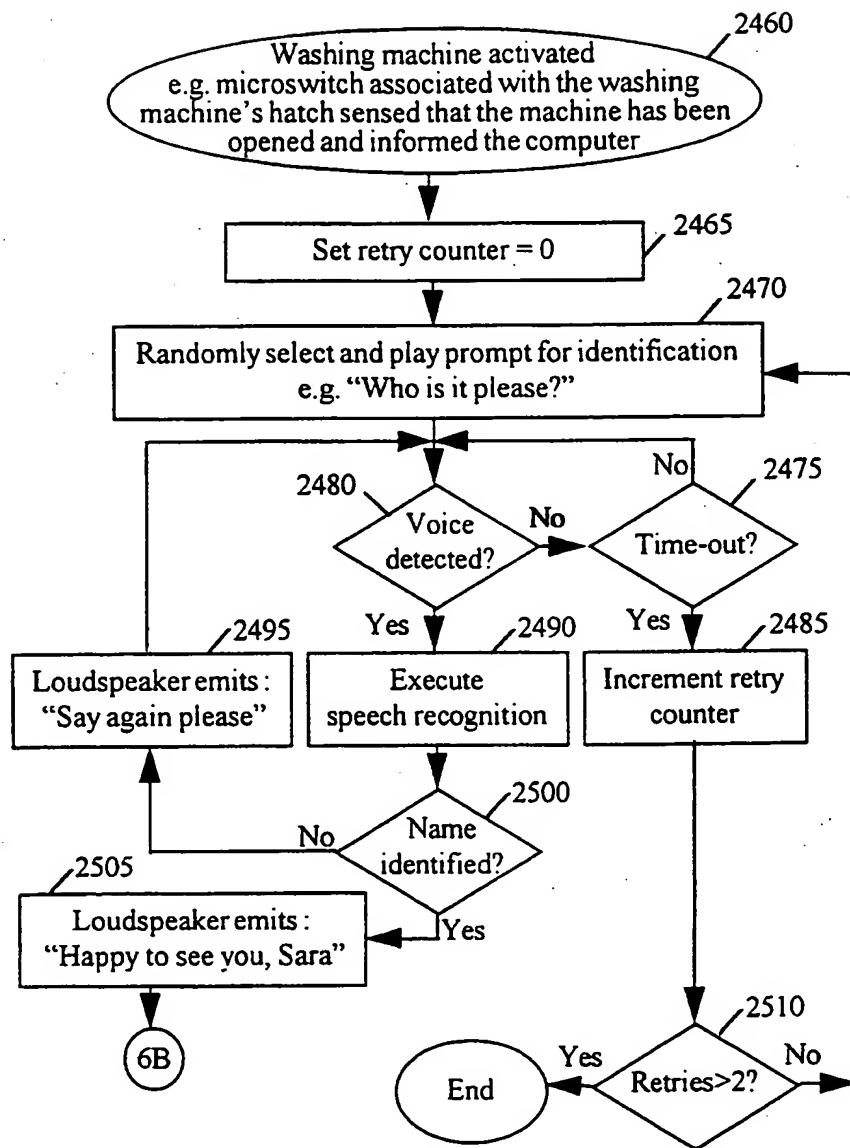 2460
Washing machine activated
e.g. microswitch associated with the washing
machine's hatch sensed that the machine has been
opened and informed the computer
2465
Set retry counter = 0
2470
Randomly select and play prompt for identification
e.g. “Who is it please?”
No
2475
2480
Voice
detected?
No
Time-out?
Yes
Yes
2495
2490
2485
Loudspeaker emits :
“Say again please”
Execute
speech recognition
Increment retry
counter
2500
No
Name
identified?
2505
Loudspeaker emits :
“Happy to see you, Sara”
Yes
6B
2510
End
Yes
Retries>2?
No